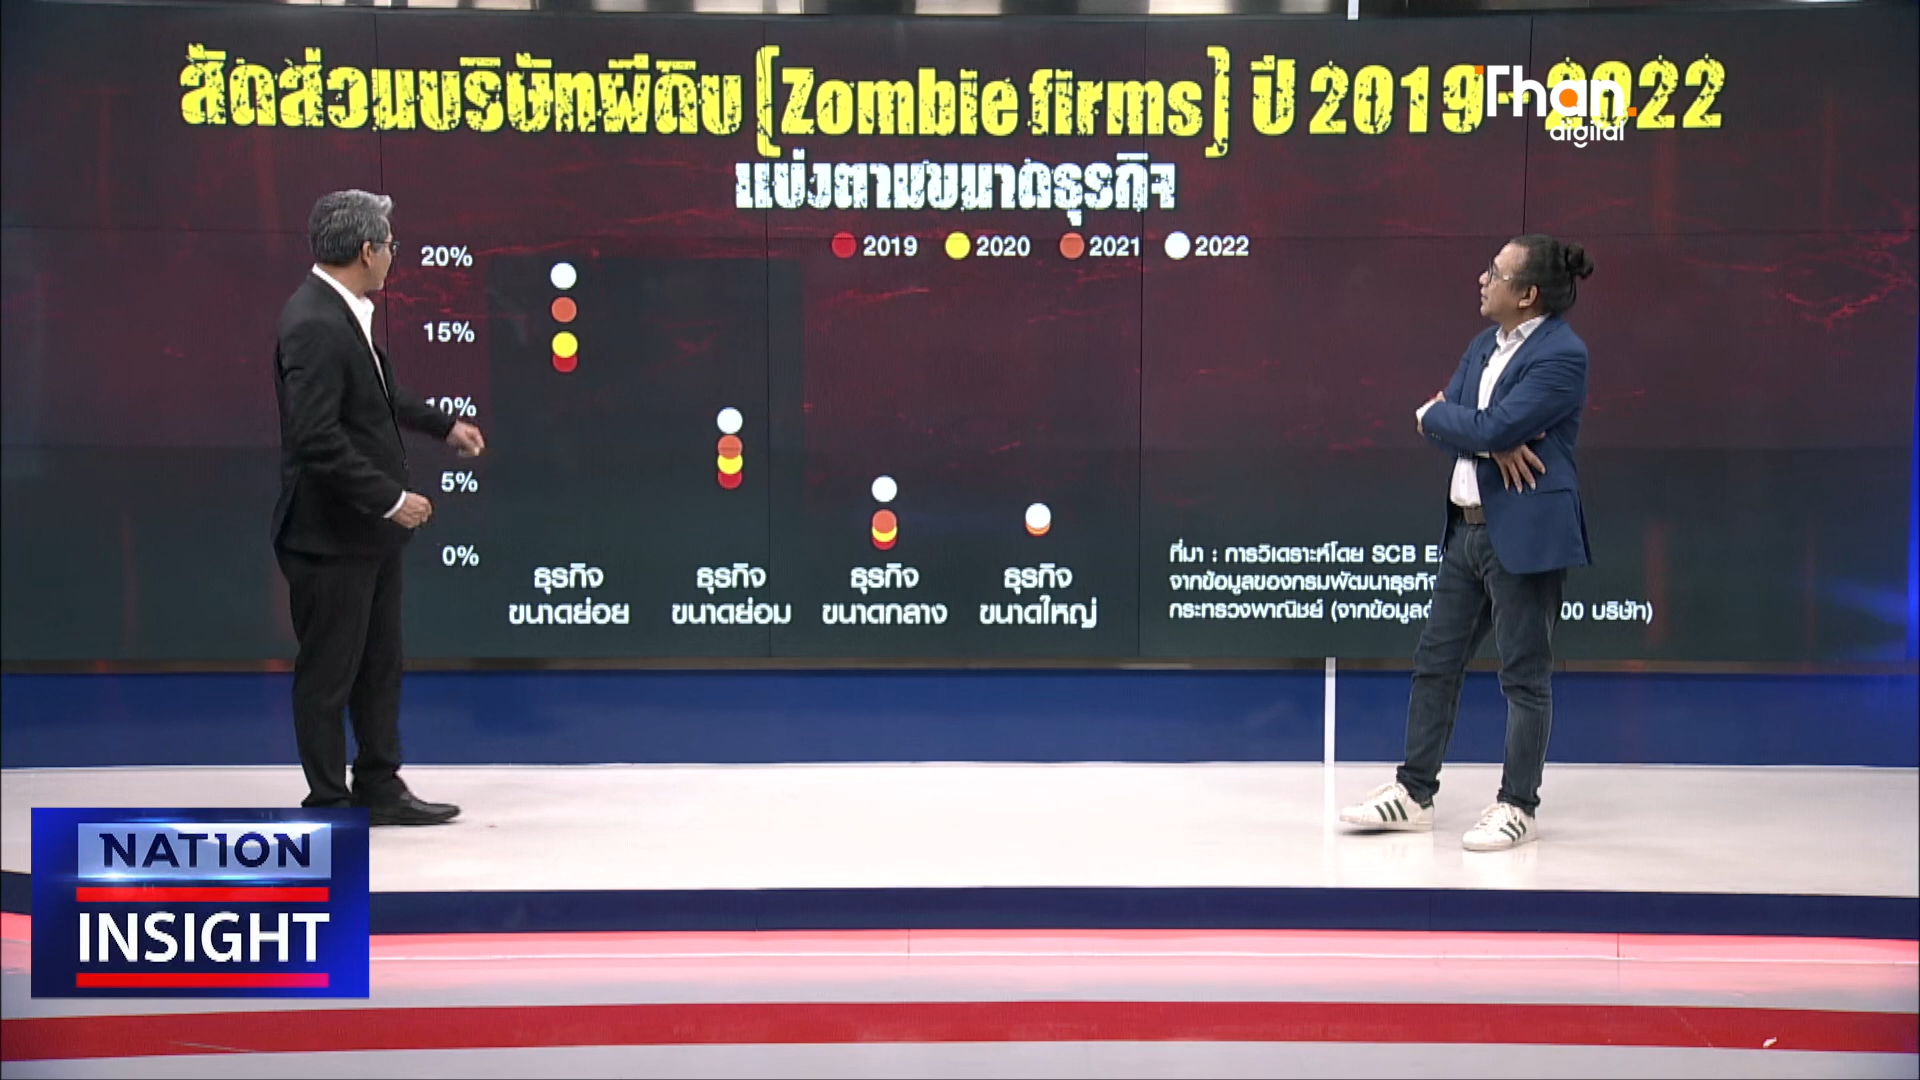 สัดส่วนบริษัทผีดิบ (Zombie firms) ปี 2019 - 2022
Than
digital
แบ่งตามขนาดธุรกิจ
2019 2020 2021 2022
20%
15%
10%
5%
0%
ธุรกิจ ธุรกิจ ธุรกิจ ธุรกิจ
ขนาดย่อย ขนาดย่อม ขนาดกลาง ขนาดใหญ่
ที่มา : การวิเคราะห์โดย SCB
จากข้อมูลของกรมพัฒนาธุรกิจ
กระทรวงพาณิชย์ (จากข้อมูล 00 บริษัท)
NATION
INSIGHT